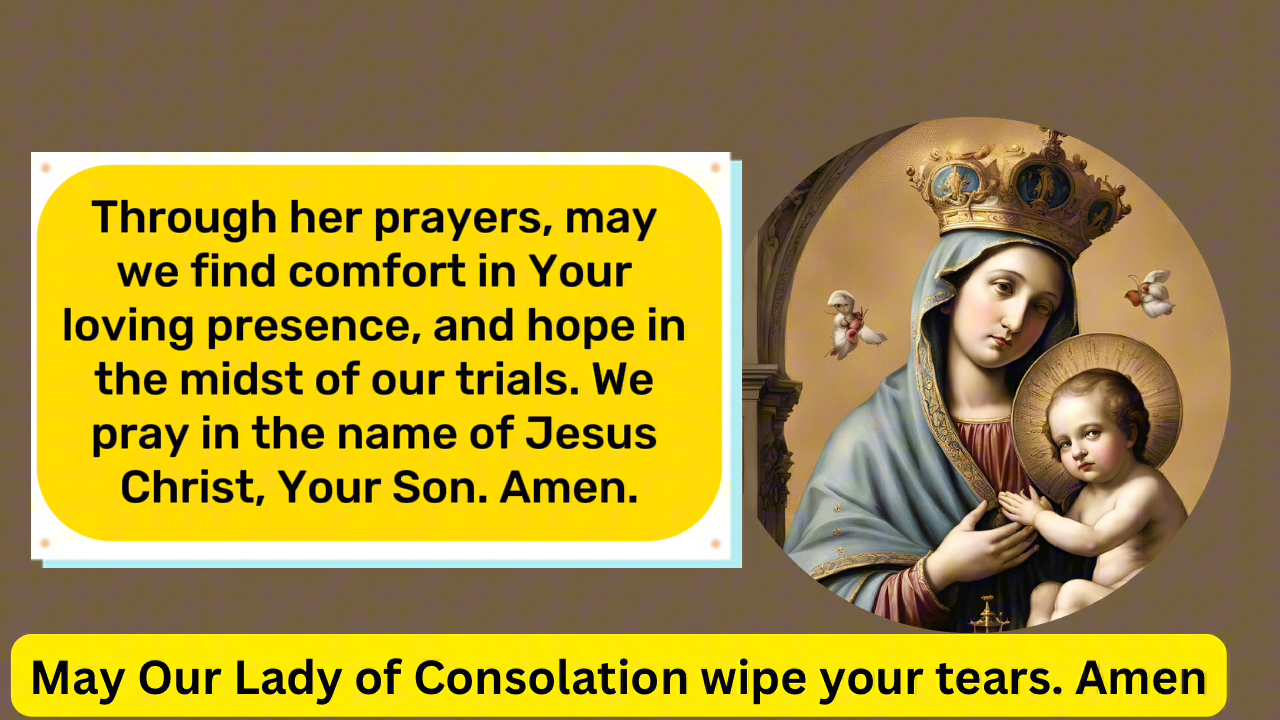 Through her prayers, may
we find comfort in Your
loving presence, and hope in
the midst of our trials. We
pray in the name of Jesus
Christ, Your Son. Amen.
May Our Lady of Consolation wipe your tears. Amen